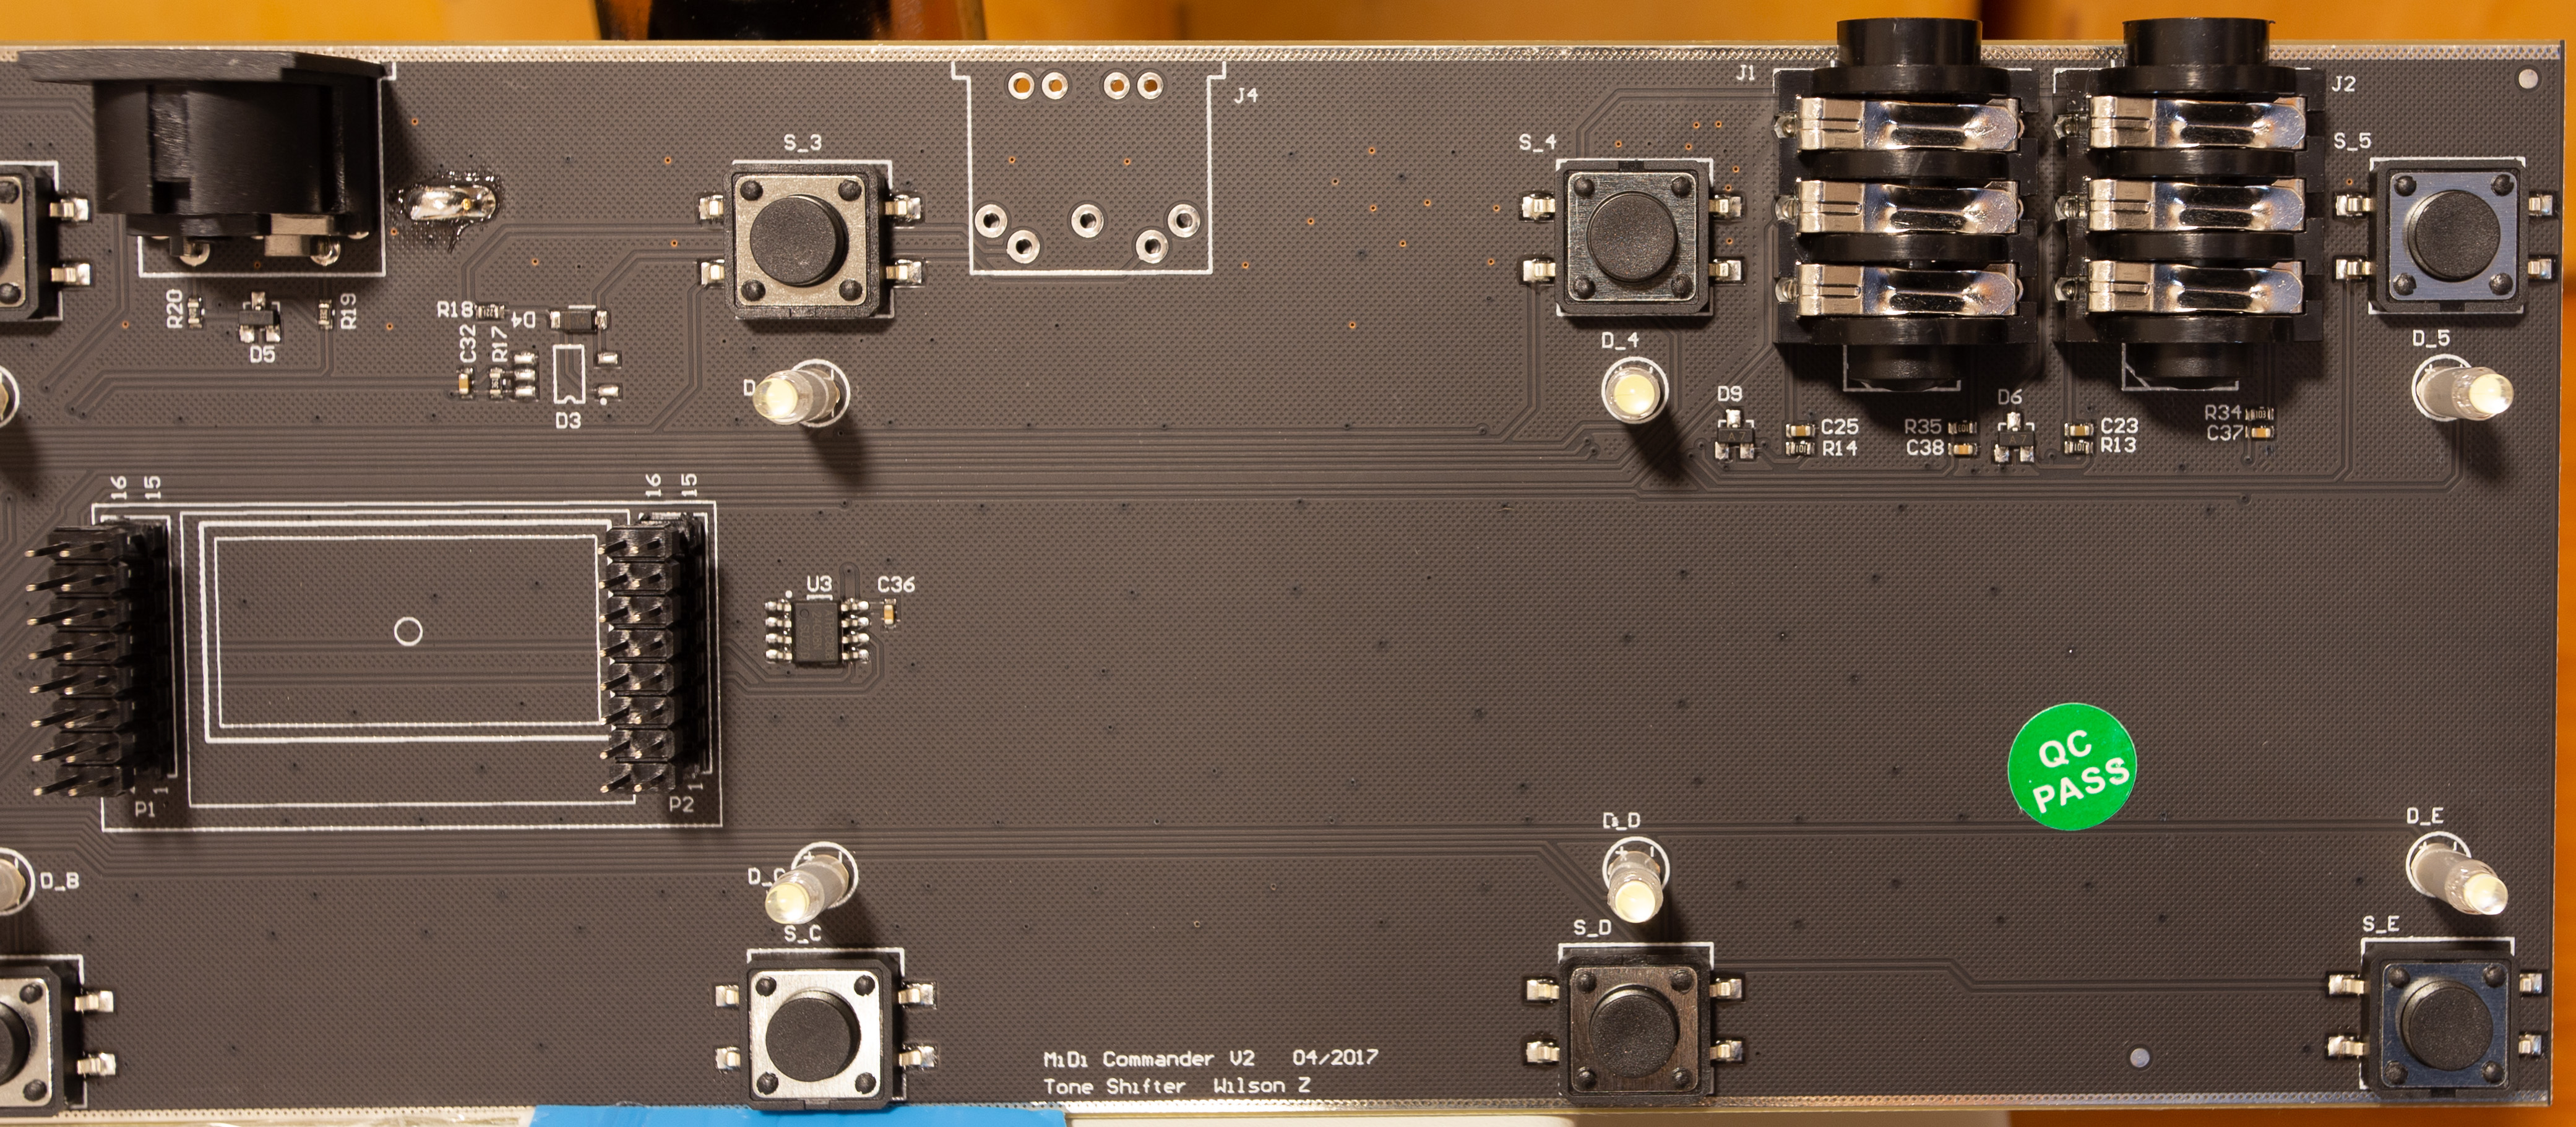 J4
J1
J2
S_3
S_4
S_5
R20
R19
D5
R18
D4
C32
R17
D3
D_4
D_5
D9
C25
R14
R35
C38
D6
C23
R13
R34
C37
16
15
16
15
U3
C36
1
P1
1
P2
QC
PASS
D_B
D_D
D_E
S_C
S_D
S_E
MiDi Commander V2 04/2017
Tone Shifter Wilson Z